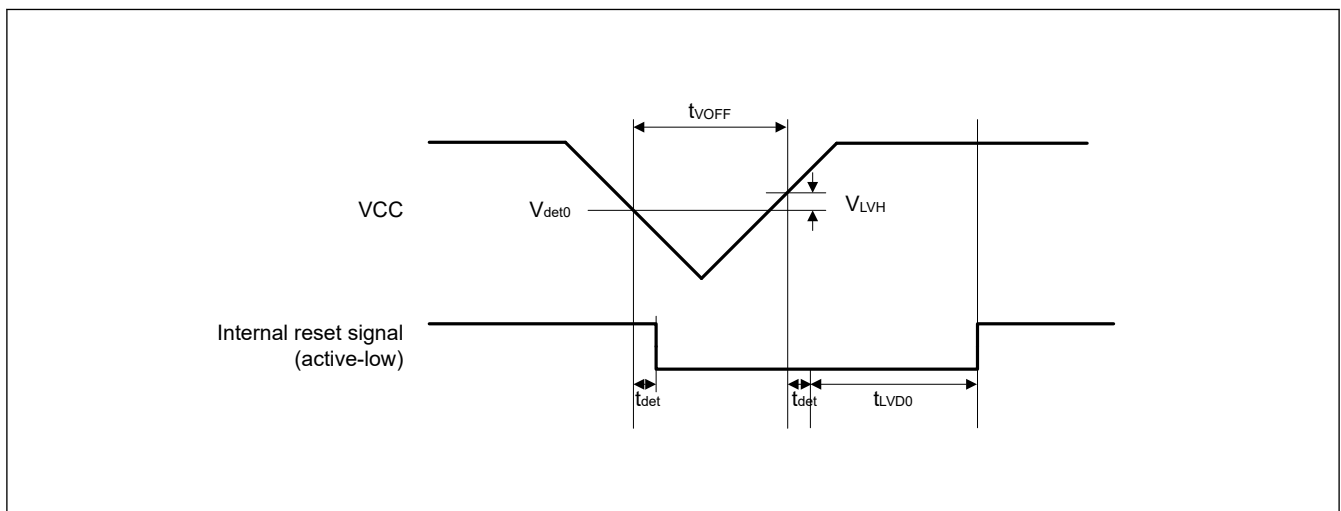 tVOFF
VCC
Vdet0
VLVH
Internal reset signal
(active-low)
tdet
tdet
tLVD0